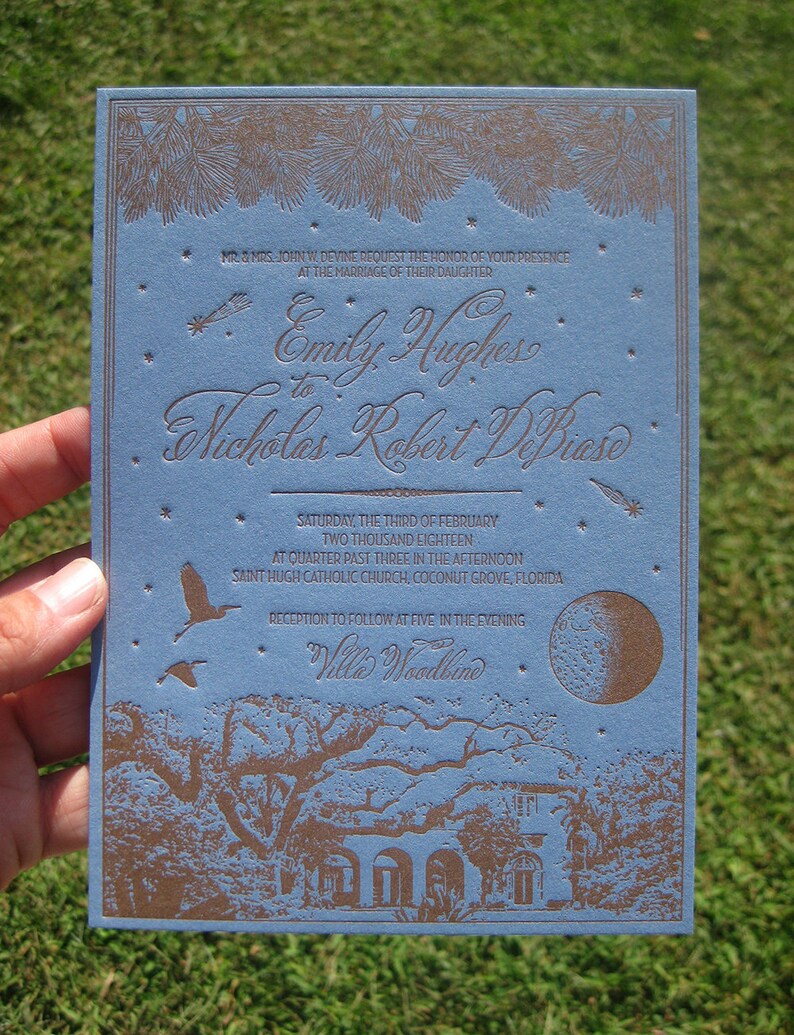 MR. & MRS. JOHN W. DEVINE REQUEST THE HONOR OF YOUR PRESENCE
AT THE MARRIAGE OF THEIR DAUGHTER
Emily Hughes
to
Nicholas Robert DeBiase
SATURDAY, THE THIRD OF FEBRUARY
TWO THOUSAND EIGHTEEN
AT QUARTER PAST THREE IN THE AFTERNOON
SAINT HUGH CATHOLIC CHURCH, COCONUT GROVE, FLORIDA
RECEPTION TO FOLLOW AT FIVE IN THE EVENING
Villa Woodbine